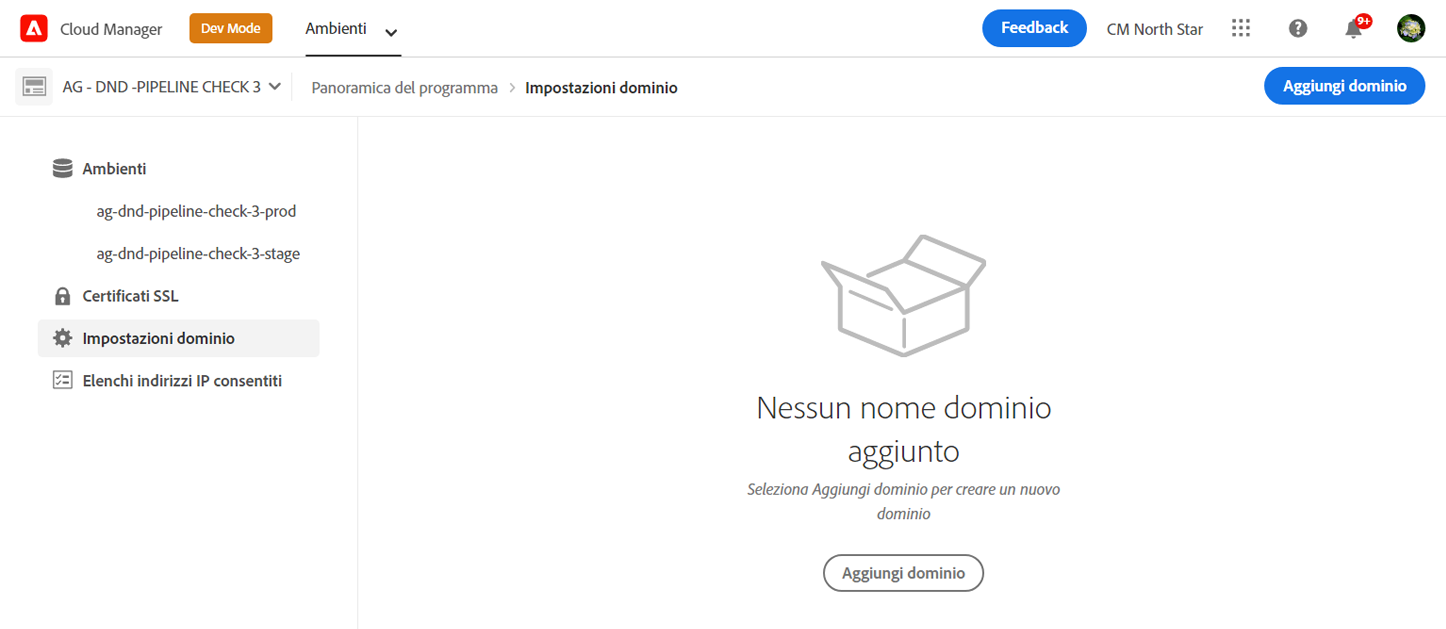 Cloud Manager Dev Mode Ambienti Feedback CM North Star 9+
AG - DND -PIPELINE CHECK 3 Panoramica del programma > Impostazioni dominio Aggiungi dominio
Ambienti
ag-dnd-pipeline-check-3-prod
ag-dnd-pipeline-check-3-stage
Certificati SSL
Impostazioni dominio
Elenchi indirizzi IP consentiti
Nessun nome dominio
aggiunto
Seleziona Aggiungi dominio per creare un nuovo
dominio
Aggiungi dominio